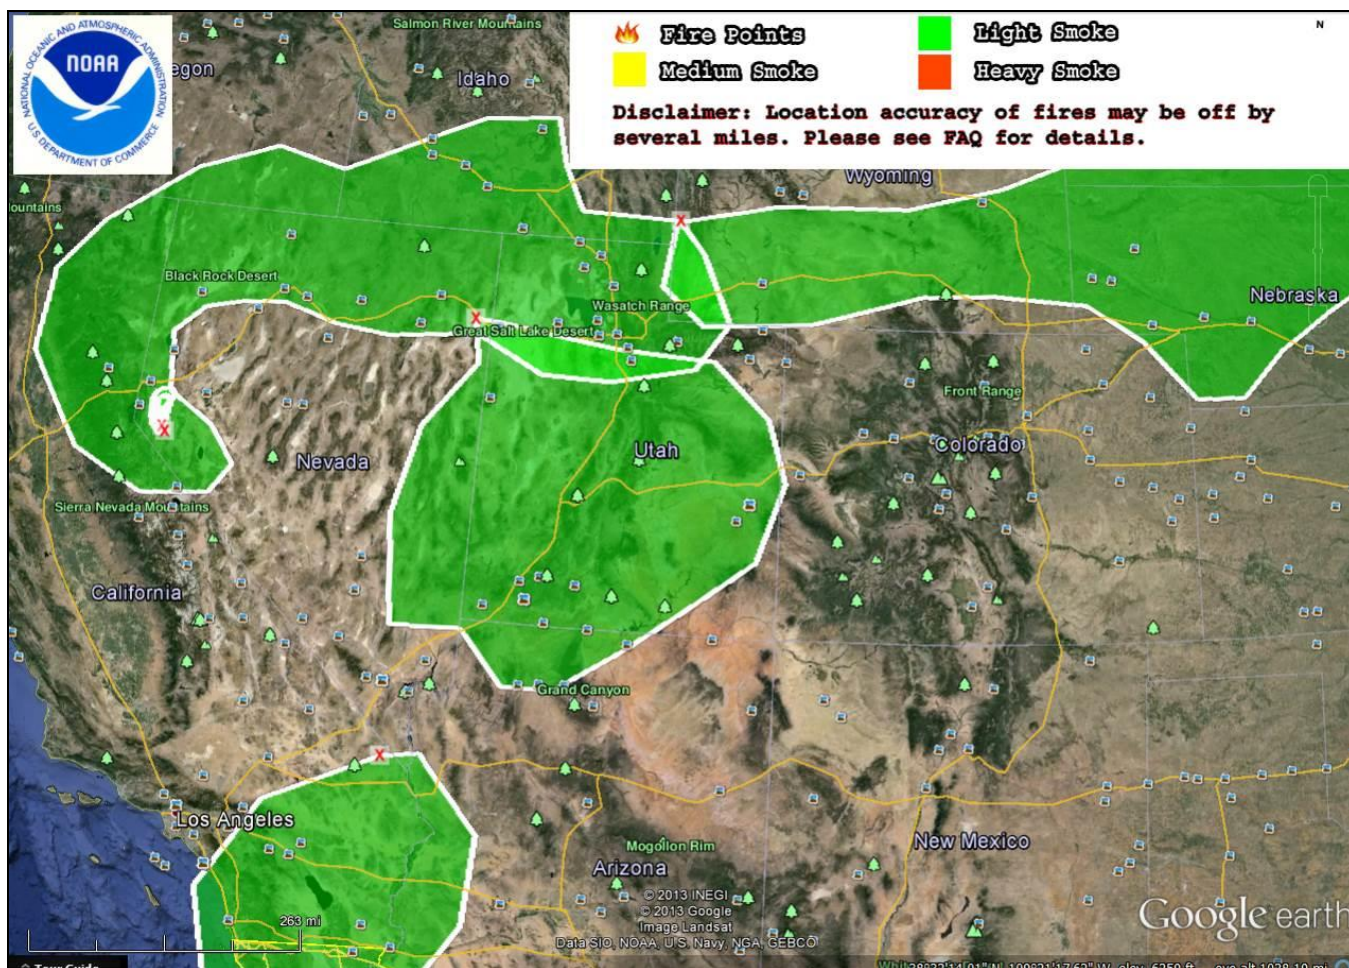 NATIONAL OCEANIC AND ATMOSPHERIC ADMINISTRATION
NOAA
U.S. DEPARTMENT OF COMMERCE
Salmon River Mountains
egon
Idaho
Fire Points
Light Smoke
Medium Smoke
Heavy Smoke
N
Disclaimer: Location accuracy of fires may be off by
several miles. Please see FAQ for details.
Wyoming
ountains
Black Rock Desert
Wasatch Range
Nebraska
Great Salt Lake Desert
Front Range
Utah
Colorado
Nevada
Sierra Nevada Mountains
California
Grand Canyon
Los Angeles
Mogollon Rim
New Mexico
Arizona
© 2013 INEGI
© 2013 Google
Image Landsat
Data SIO, NOAA, U.S. Navy, NGA, GEBCO
263 mi
Google earth
Tour Guide